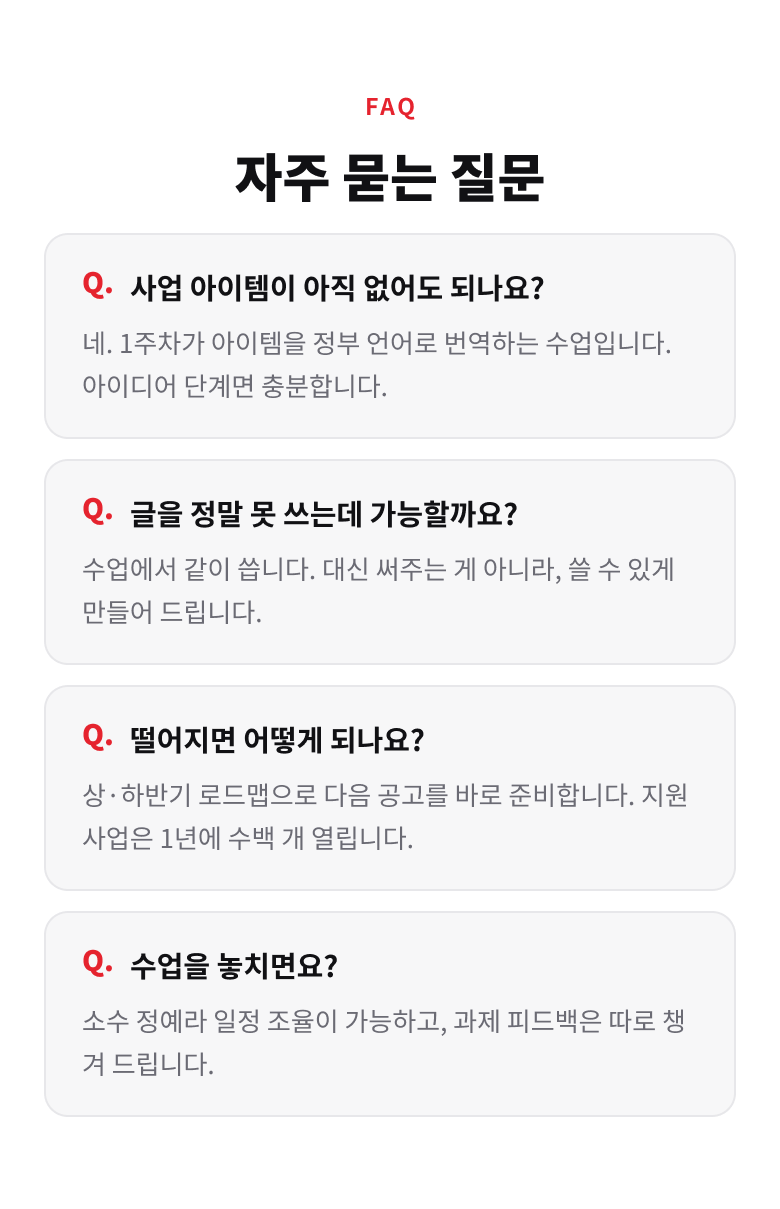 FAQ
자주 묻는 질문
Q. 사업 아이템이 아직 없어도 되나요?
네. 1주차가 아이템을 정부 언어로 번역하는 수업입니다.
아이디어 단계면 충분합니다.
Q. 글을 정말 못 쓰는데 가능할까요?
수업에서 같이 씁니다. 대신 써주는 게 아니라, 쓸 수 있게
만들어 드립니다.
Q. 떨어지면 어떻게 되나요?
상·하반기 로드맵으로 다음 공고를 바로 준비합니다. 지원
사업은 1년에 수백 개 열립니다.
Q. 수업을 놓치면요?
소수 정예라 일정 조율이 가능하고, 과제 피드백은 따로 챙
겨 드립니다.